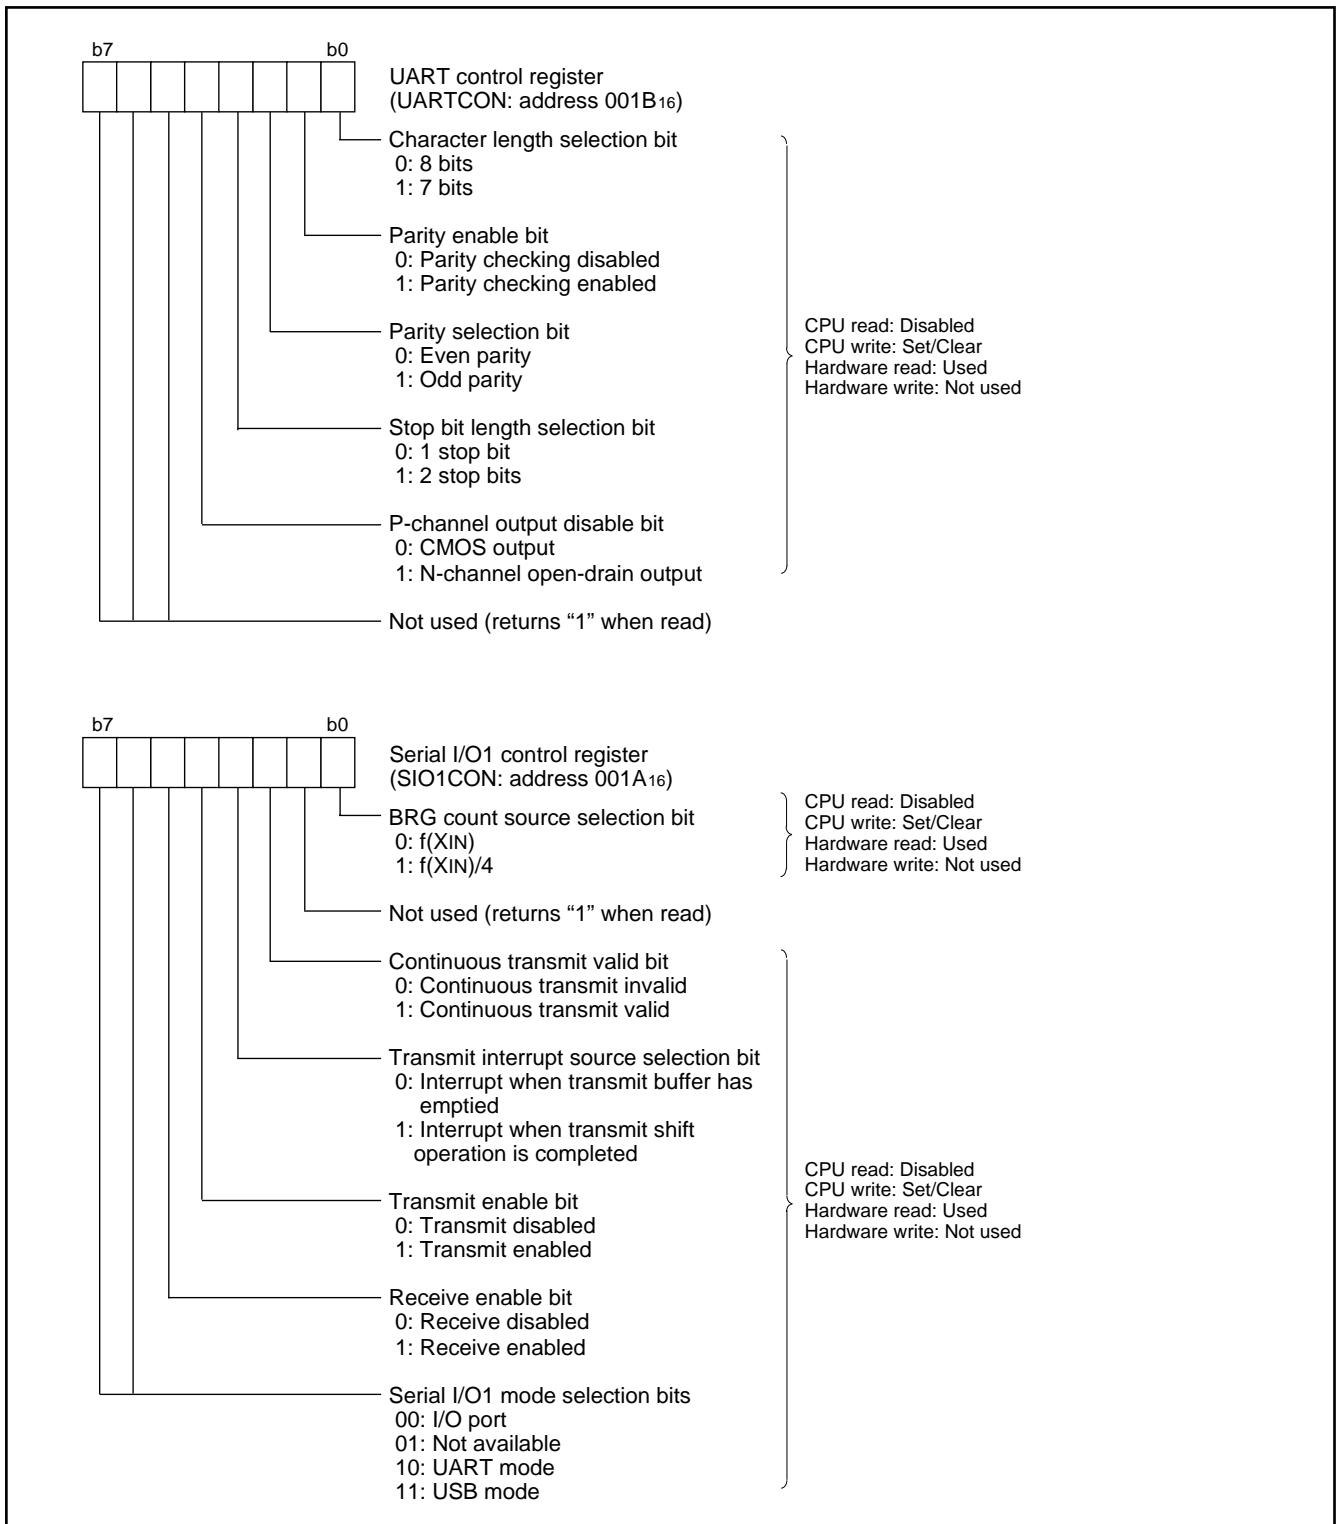 b7 b0
UART control register
(UARTCON: address 001B16)
Character length selection bit
0: 8 bits
1: 7 bits
Parity enable bit
0: Parity checking disabled
1: Parity checking enabled
Parity selection bit
0: Even parity
1: Odd parity
Stop bit length selection bit
0: 1 stop bit
1: 2 stop bits
P-channel output disable bit
0: CMOS output
1: N-channel open-drain output
CPU read: Disabled
CPU write: Set/Clear
Hardware read: Used
Hardware write: Not used
Not used (returns “1” when read)
b7 b0
Serial I/O1 control register
(SIO1CON: address 001A16)
BRG count source selection bit
0: f(XIN)
1: f(XIN)/4
CPU read: Disabled
CPU write: Set/Clear
Hardware read: Used
Hardware write: Not used
Not used (returns “1” when read)
Continuous transmit valid bit
0: Continuous transmit invalid
1: Continuous transmit valid
Transmit interrupt source selection bit
0: Interrupt when transmit buffer has
emptied
1: Interrupt when transmit shift
operation is completed
Transmit enable bit
0: Transmit disabled
1: Transmit enabled
Receive enable bit
0: Receive disabled
1: Receive enabled
Serial I/O1 mode selection bits
00: I/O port
01: Not available
10: UART mode
11: USB mode
CPU read: Disabled
CPU write: Set/Clear
Hardware read: Used
Hardware write: Not used